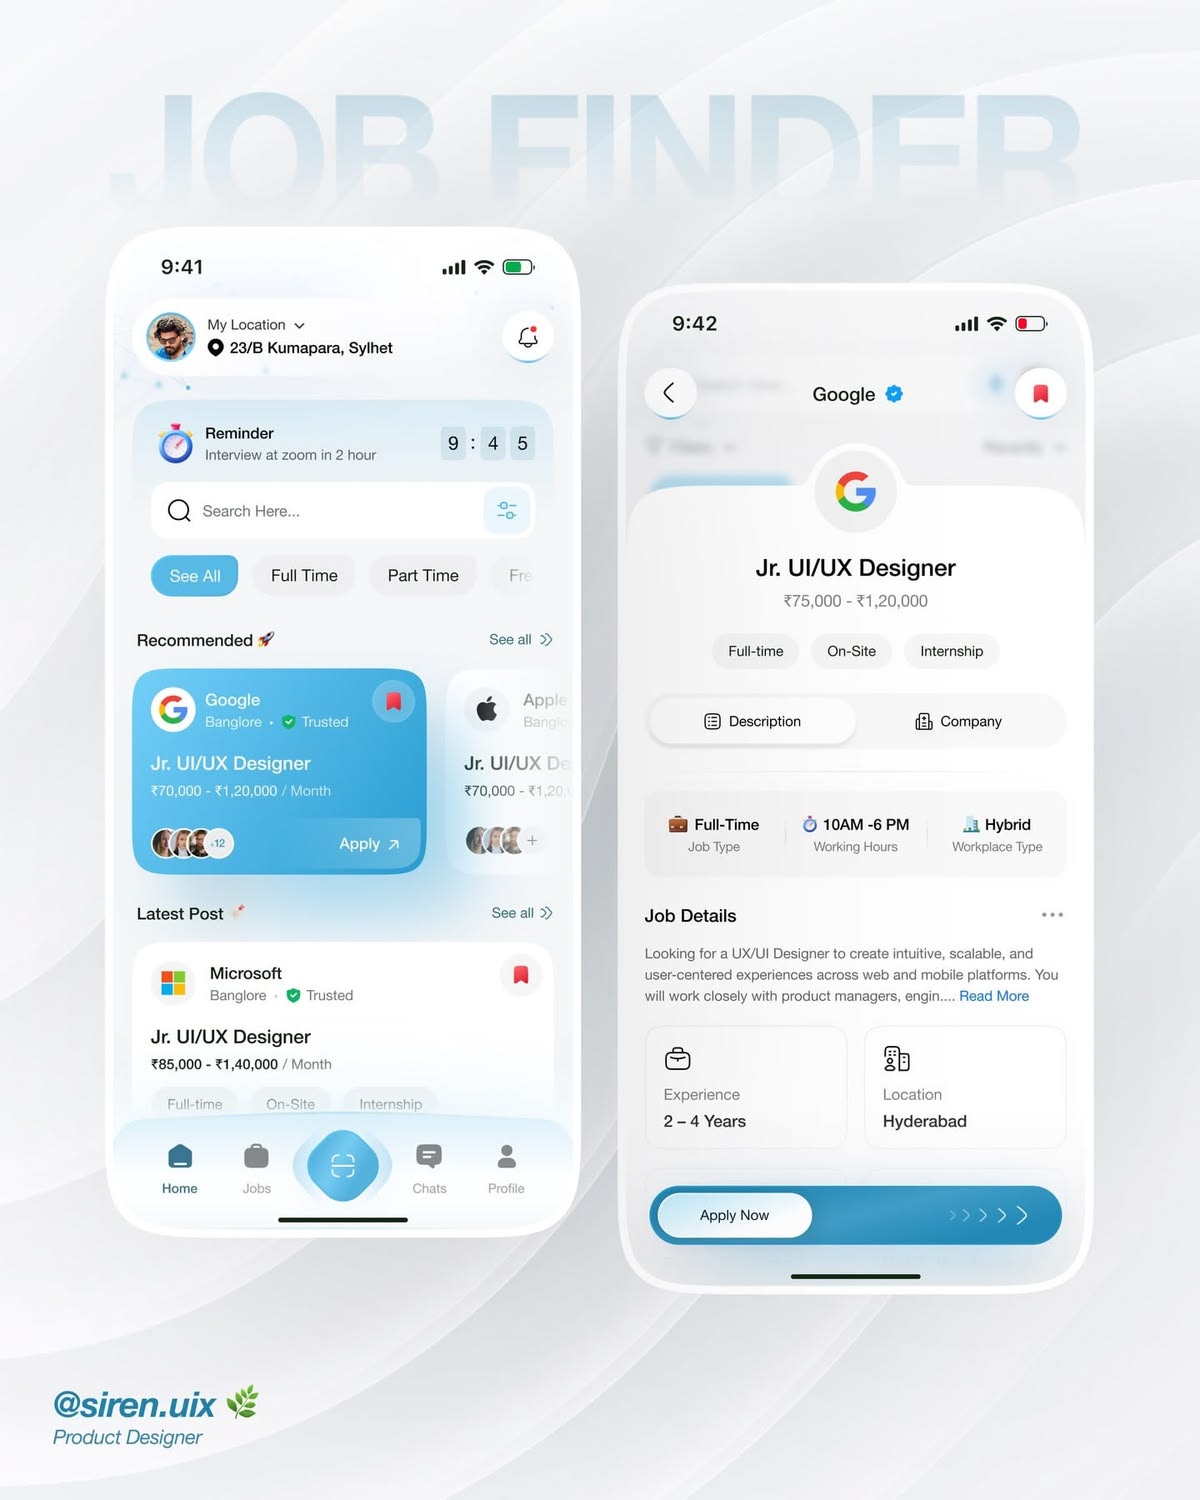 JOB FINDER
9:41
My Location
23/B Kumapara, Sylhet
Reminder
Interview at zoom in 2 hour
9 : 4 5
Search Here...
See All
Full Time
Part Time
Fre
Recommended
See all
Google
Banglore • Trusted
Jr. UI/UX Designer
₹70,000 - ₹1,20,000 / Month
+12
Apply
Apple
Banglo
Jr. UI/UX De
₹70,000 - ₹1,20,
+
Latest Post
See all
Microsoft
Banglore • Trusted
Jr. UI/UX Designer
₹85,000 - ₹1,40,000 / Month
Full-time
On-Site
Internship
Home
Jobs
Chats
Profile
9:42
Google
Filters
Recently
Jr. UI/UX Designer
₹75,000 - ₹1,20,000
Full-time
On-Site
Internship
Description
Company
Full-Time
Job Type
10AM -6 PM
Working Hours
Hybrid
Workplace Type
Job Details
Looking for a UX/UI Designer to create intuitive, scalable, and
user-centered experiences across web and mobile platforms. You
will work closely with product managers, engin.... Read More
Experience
2 – 4 Years
Location
Hyderabad
Apply Now
@siren.uix
Product Designer